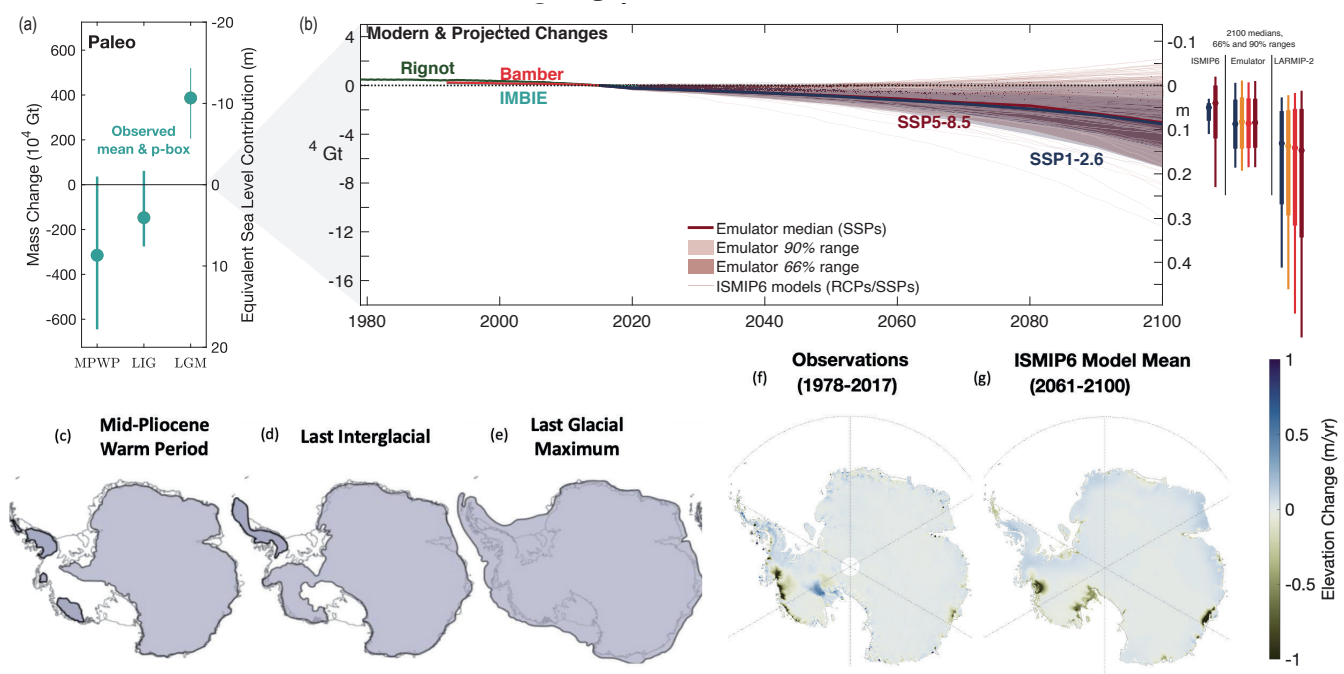 (a)
Paleo
Mass Change (10⁴ Gt)
600
400
200
0
-200
-400
-600
Observed
mean & p-box
MPWP LIG LGM
-20
-10
0
10
20
Equivalent Sea Level Contribution (m)
(b)
Modern & Projected Changes
4
0
-4
⁴ Gt
-8
-12
-16
Rignot
Bamber
IMBIE
SSP5-8.5
SSP1-2.6
Emulator median (SSPs)
Emulator 90% range
Emulator 66% range
ISMIP6 models (RCPs/SSPs)
1980 2000 2020 2040 2060 2080 2100
-0.1
0
m
0.1
0.2
0.3
0.4
2100 medians,
66% and 90% ranges
ISMIP6 Emulator LARMIP-2
(c) Mid-Pliocene
Warm Period
(d) Last Interglacial
(e) Last Glacial
Maximum
(f) Observations
(1978-2017)
(g) ISMIP6 Model Mean
(2061-2100)
1
0.5
0
-0.5
-1
Elevation Change (m/yr)